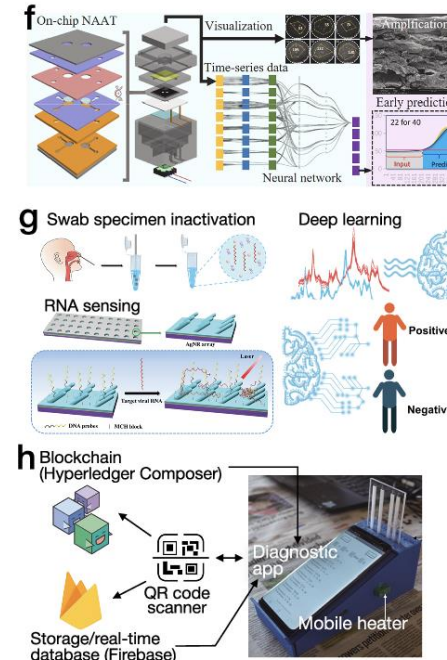 f
On-chip NAAT
Visualization
Time-series data
Neural network
Amplification
Early prediction
22 for 40
Input
Predi
g
Swab specimen inactivation
Deep learning
RNA sensing
AgNR array
Laser
Target viral RNA
DNA probes
MCH block
Positive
Negativ
h
Blockchain
(Hyperledger Composer)
QR code
scanner
Storage/real-time
database (Firebase)
Diagnostic
app
Mobile heater